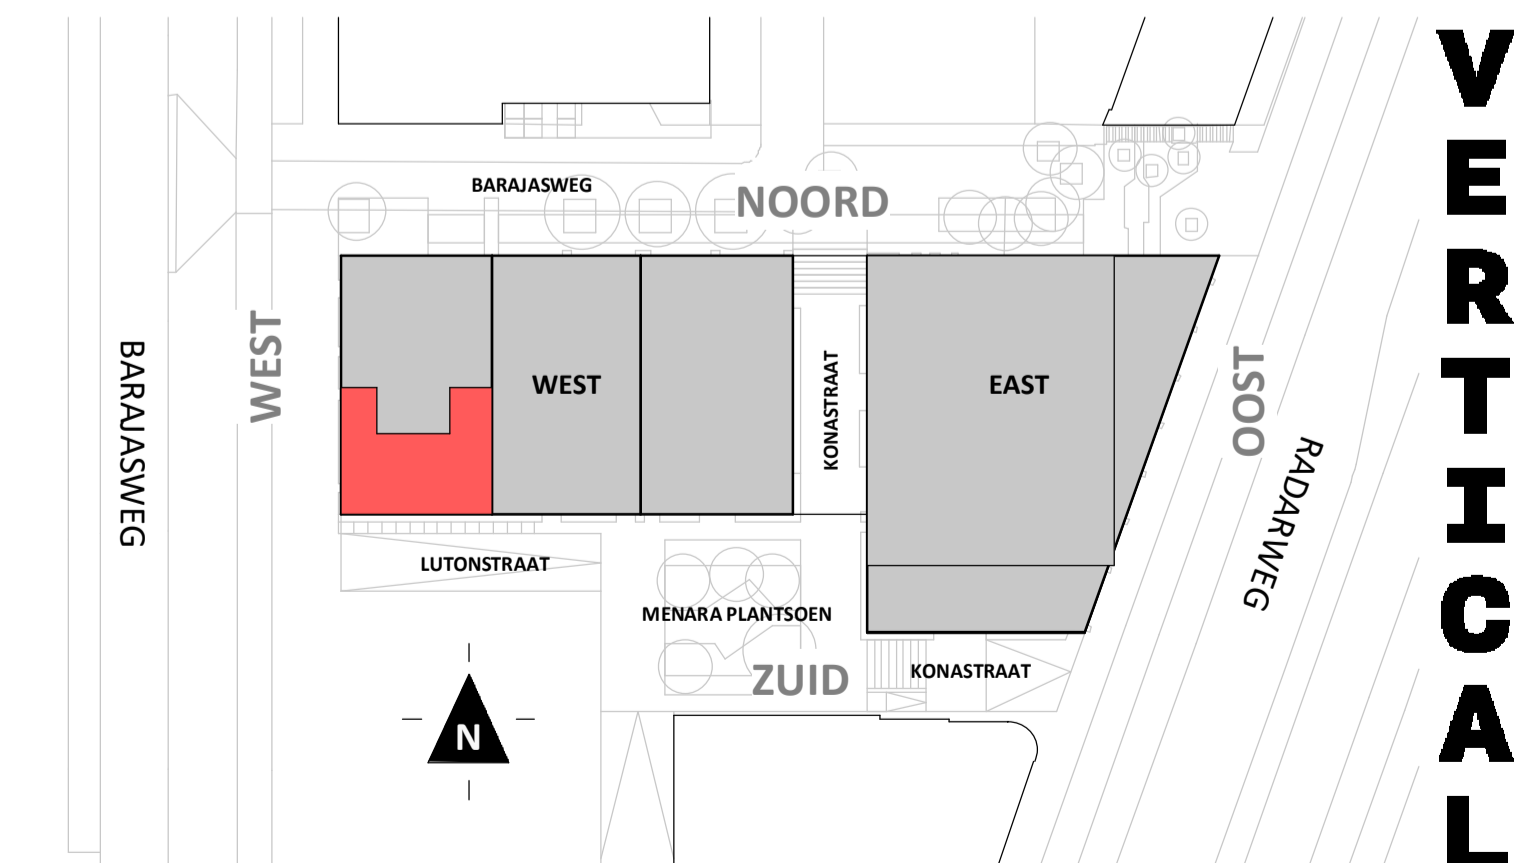 BARAJASWEG
NOORD
WEST
BARAJASWEG
WEST
KONASTRAAT
EAST
OOST
RADARWEG
LUTONSTRAAT
MENARA PLANTSOEN
ZUID
KONASTRAAT
N
VERTICAL